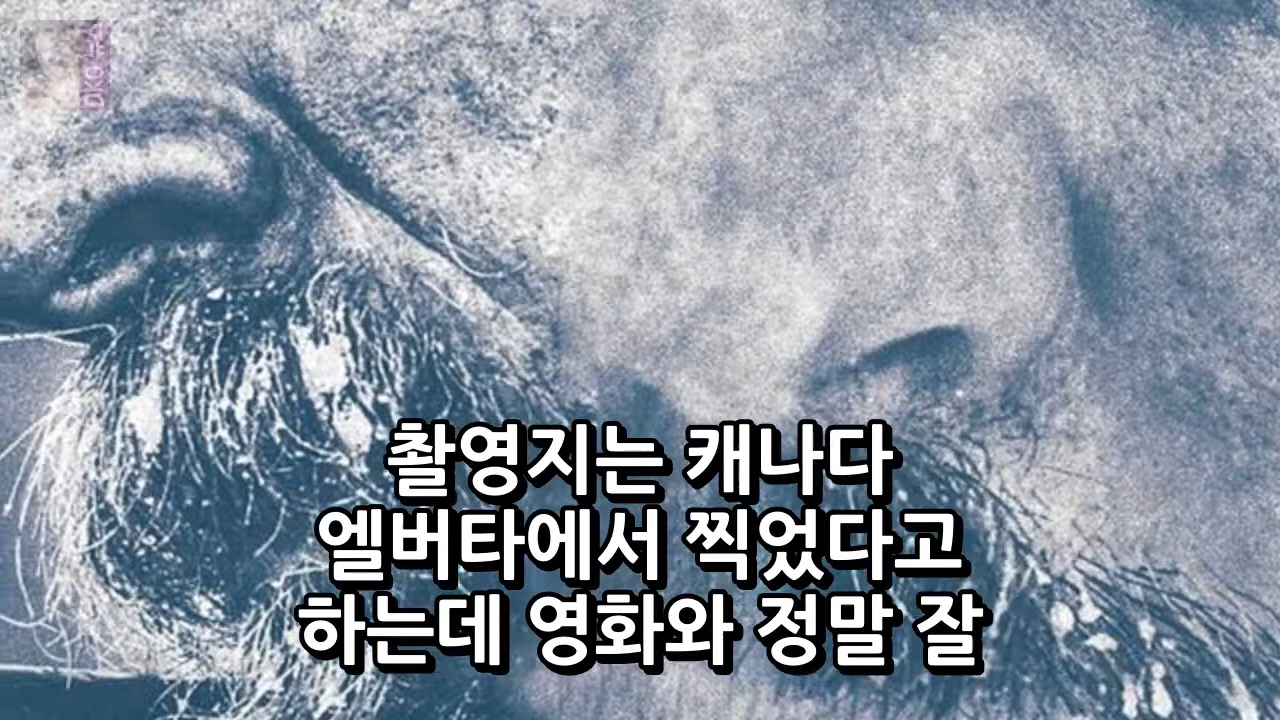 촬영지는 캐나다
엘버타에서 찍었다고
하는데 영화와 정말 잘